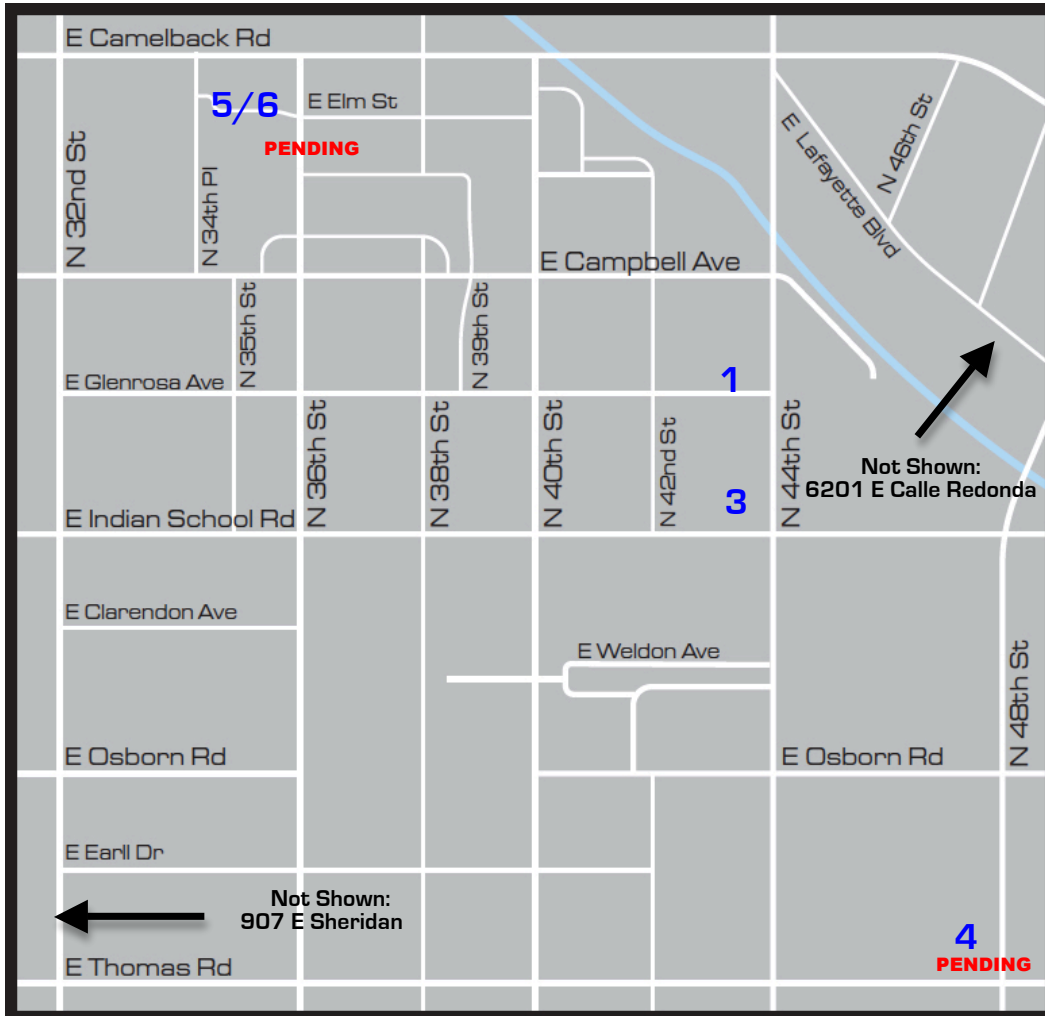 E Camelback Rd
5/6
E Elm St
PENDING
N 32nd St
N 34th Pl
E Lafayette Blvd
N 46th St
E Campbell Ave
N 35th St
N 39th St
E Glenrosa Ave
1
N 36th St
N 38th St
N 40th St
N 42nd St
N 44th St
Not Shown:
6201 E Calle Redonda
3
E Indian School Rd
E Clarendon Ave
E Weldon Ave
N 48th St
E Osborn Rd
E Osborn Rd
E Earll Dr
Not Shown:
907 E Sheridan
4
PENDING
E Thomas Rd